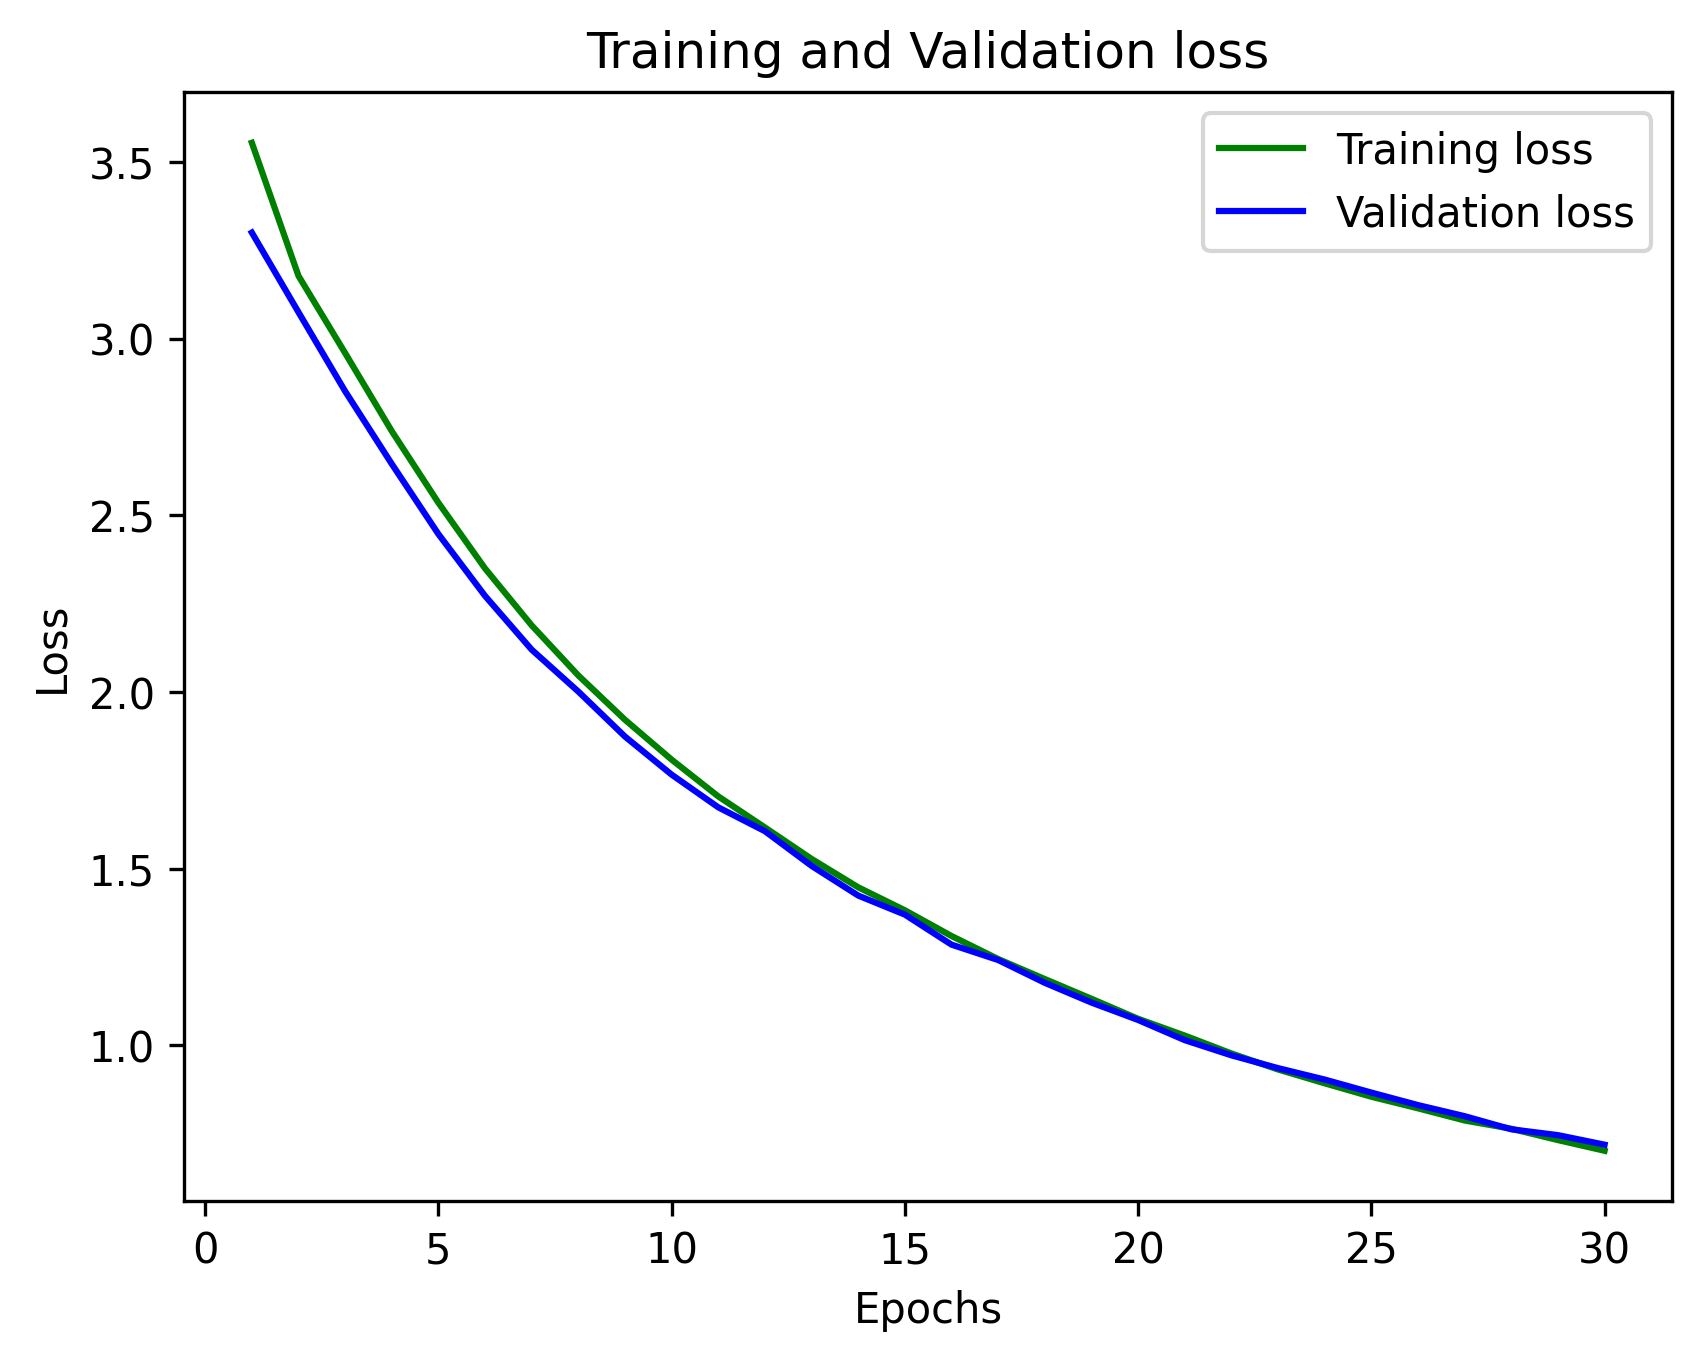 Training and Validation loss
Training loss
Validation loss
3.5
3.0
2.5
2.0
1.5
1.0
Loss
0 5 10 15 20 25 30
Epochs